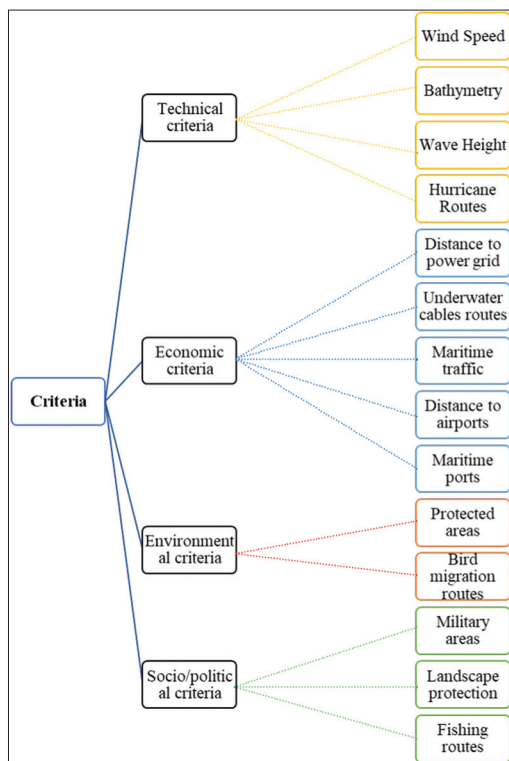 Criteria
Technical
criteria
Wind Speed
Bathymetry
Wave Height
Hurricane
Routes
Economic
criteria
Distance to
power grid
Underwater
cables routes
Maritime
traffic
Distance to
airports
Maritime
ports
Environment
al criteria
Protected
areas
Bird
migration
routes
Socio/politic
al criteria
Military
areas
Landscape
protection
Fishing
routes